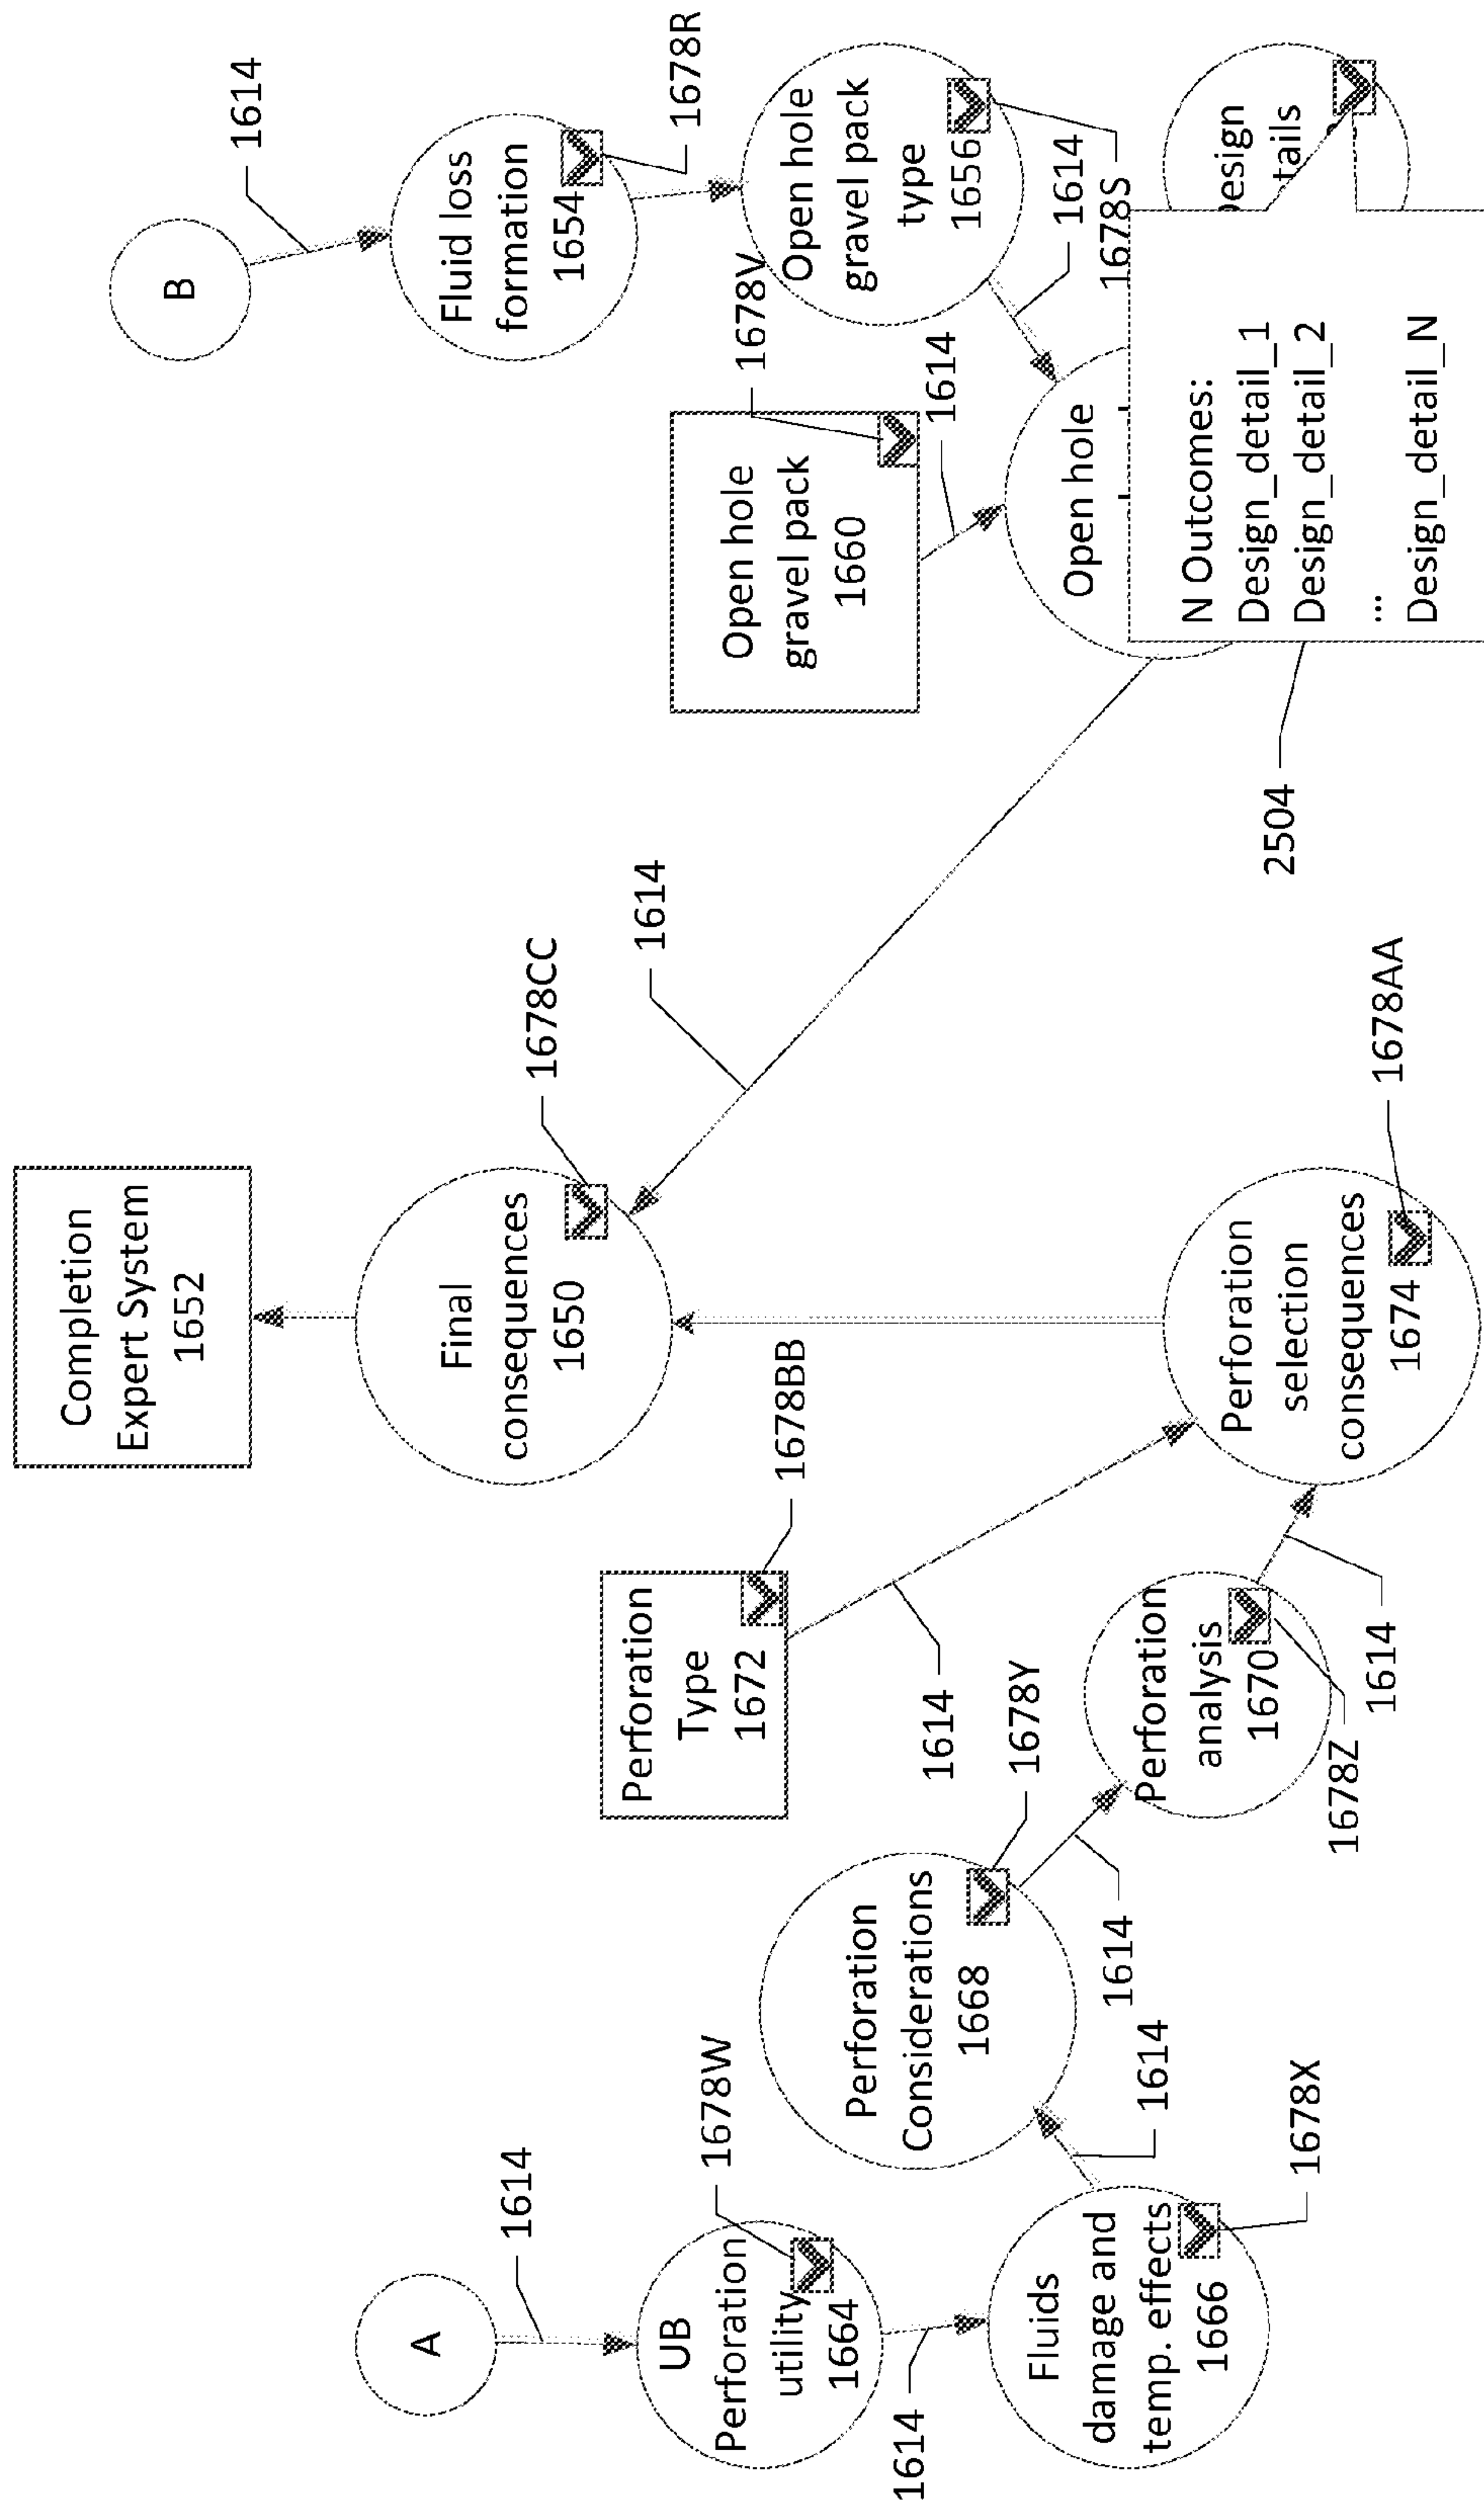 Completion
Expert System
1652
Final
consequences
1650
1678CC
1614
B
1614
Fluid loss
formation
1654
1678R
Open hole
gravel pack
type
1656
1678V
1614
1614
1678S
Open hole
gravel pack
1660
Open hole
N Outcomes:
Design_detail_1
Design_detail_2
...
Design_detail_N
2504
A
1614
UB
Perforation
utility
1664
1678W
1614
Fluids
damage and
temp. effects
1666
1678X
1614
Perforation
Considerations
1668
1678Y
1614
Perforation
Type
1672
1678BB
1614
Perforation
analysis
1670
1678Z
1614
Perforation
selection
consequences
1674
1678AA